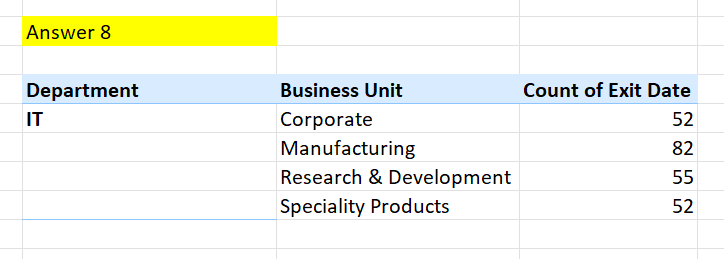 Answer 8
Department Business Unit Count of Exit Date
IT Corporate 52
Manufacturing 82
Research & Development 55
Speciality Products 52